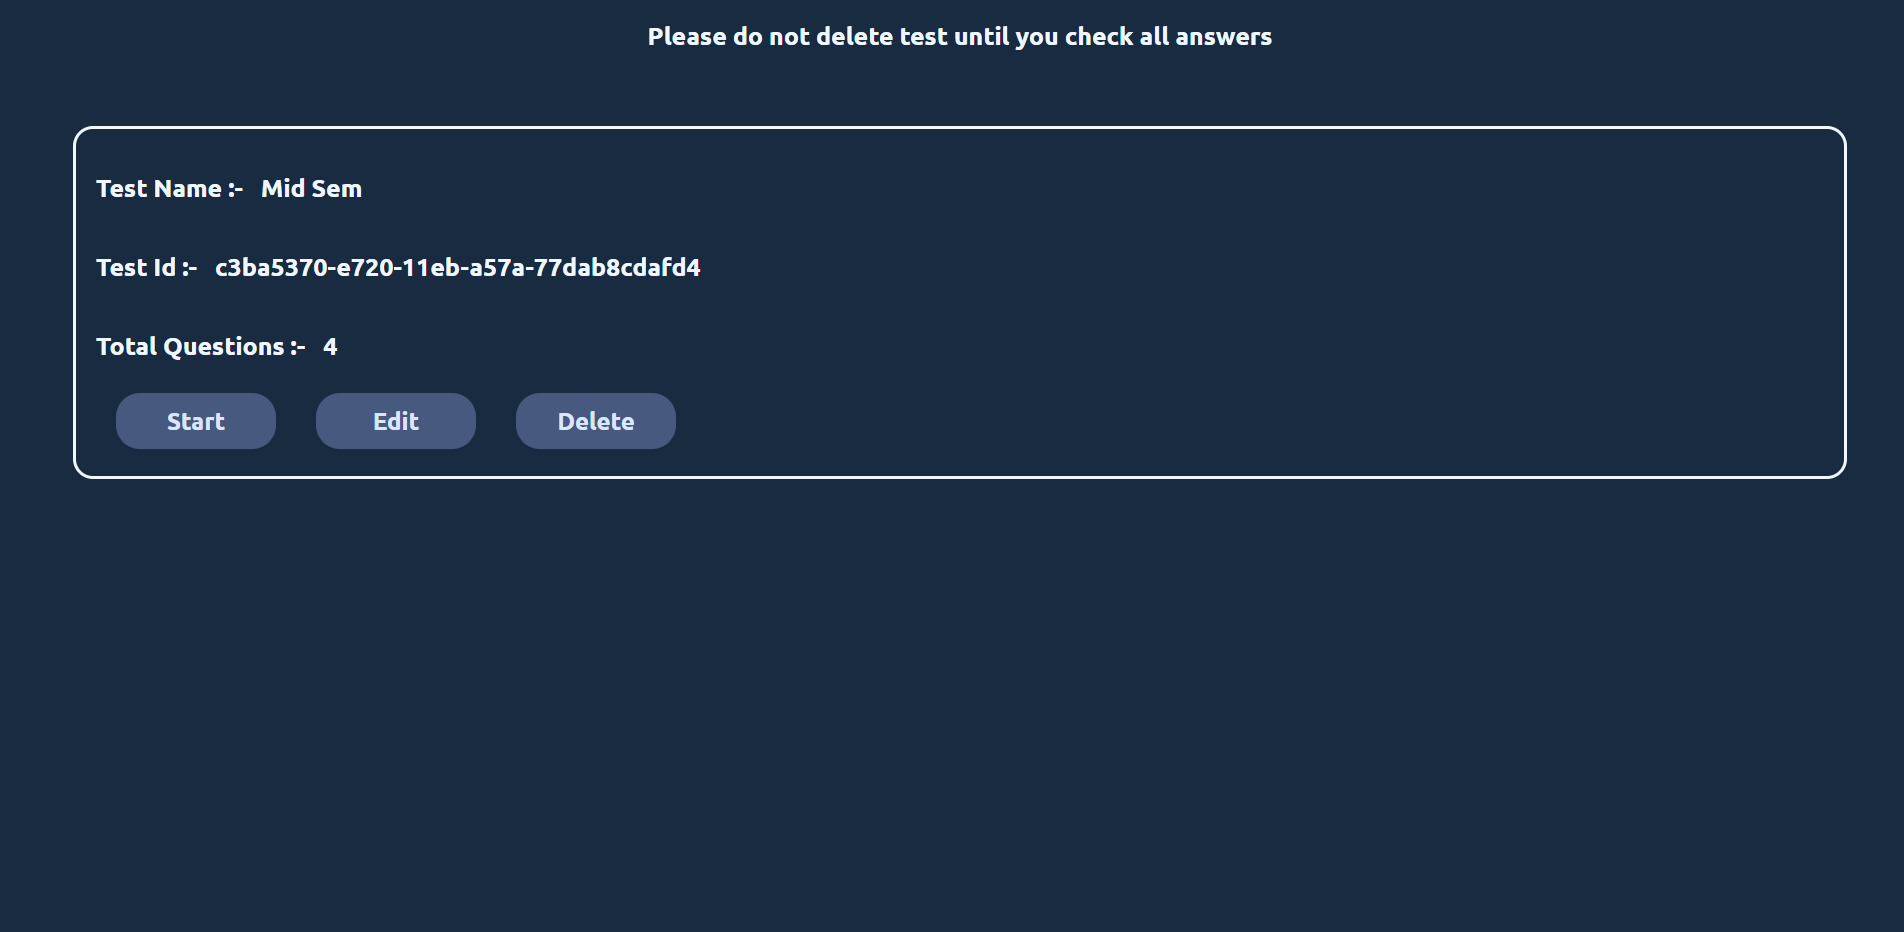 Please do not delete test until you check all answers
Test Name :- Mid Sem
Test Id :- c3ba5370-e720-11eb-a57a-77dab8cdafd4
Total Questions :- 4
Start Edit Delete